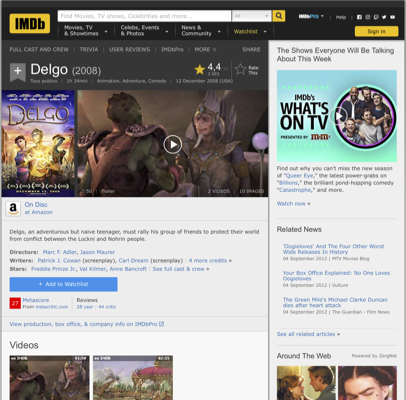 IMDb
Find Movies, TV shows, Celebrities and more...
All
IMDbPro
Help
Movies, TV & Showtimes
Celebs, Events & Photos
News & Community
Watchlist
Sign in
FULL CAST AND CREW | TRIVIA | USER REVIEWS | IMDbPro | MORE
SHARE
Delgo (2008)
4,4
Rate This
Tous publics | 1h 34min | Animation, Adventure, Comedy | 12 December 2008 (USA)
DELGO
Trailer
2 VIDEOS
10 IMAGES
On Disc
at Amazon
Delgo, an adventurous but naive teenager, must rally his group of friends to protect their world from conflict between the Lockni and Nohrin people.
Directors: Marc F. Adler, Jason Maurer
Writers: Patrick J. Cowan (screenplay), Carl Dream (screenplay) | 4 more credits »
Stars: Freddie Prinze Jr., Val Kilmer, Anne Bancroft | See full cast & crew »
+ Add to Watchlist
27
Metascore
From metacritic.com
Reviews
28 user | 44 critic
View production, box office, & company info on IMDbPro
Videos
The Shows Everyone Will Be Talking About This Week
IMDb's
WHAT'S ON TV
PRESENTED BY
Find out why you can't miss the new season of "Queer Eye," the latest power-grabs on "Billions," the brilliant pond-hopping comedy "Catastrophe," and more.
Watch now »
Related News
'Oogieloves' And The Four Other Worst Wide Releases In History
04 September 2012 | MTV Movies Blog
Your Box Office Explained: No One Loves Oogieloves
04 September 2012 | Vulture
The Green Mile's Michael Clarke Duncan dies after heart attack
04 September 2012 | The Guardian - Film News
See all related articles »
Around The Web
Powered by ZergNet